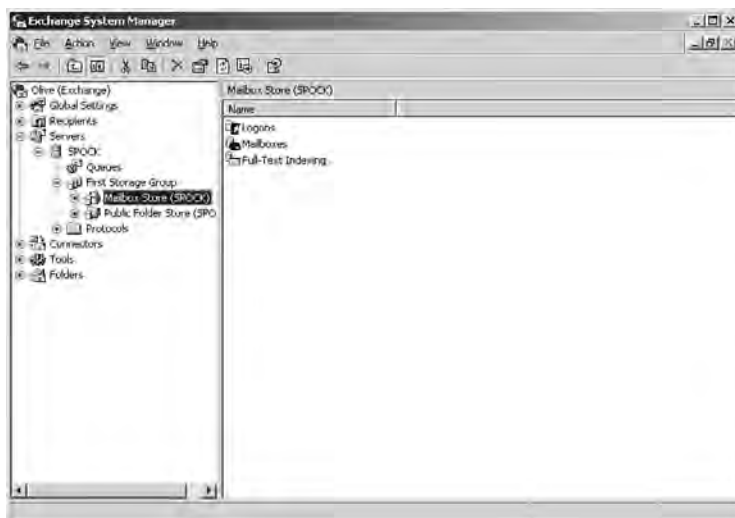 Exchange System Manager
File Action View Window Help
Olive (Exchange)
Global Settings
Recipients
Servers
SPOCK
Queues
First Storage Group
Mailbox Store (SPOCK)
Public Folder Store (SPO
Protocols
Connectors
Tools
Folders
Mailbox Store (SPOCK)
Name
Logons
Mailboxes
Full-Text Indexing